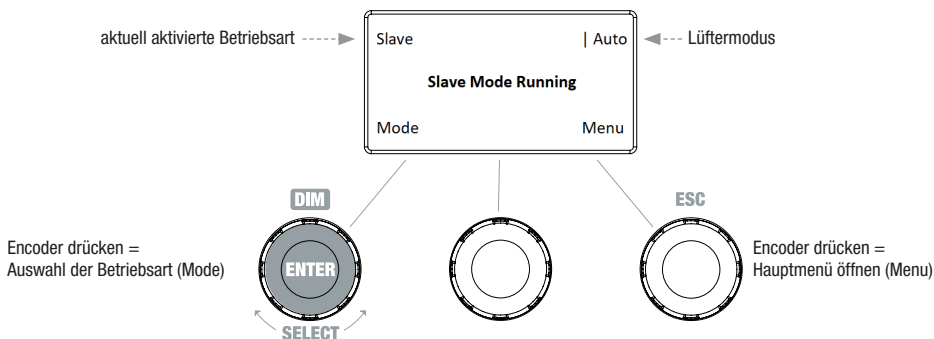 aktuell aktivierte Betriebsart
Slave | Auto
Lüftermodus
Slave Mode Running
Mode Menu
DIM
ESC
Encoder drücken =
Auswahl der Betriebsart (Mode)
ENTER
Encoder drücken =
Hauptmenü öffnen (Menu)
SELECT